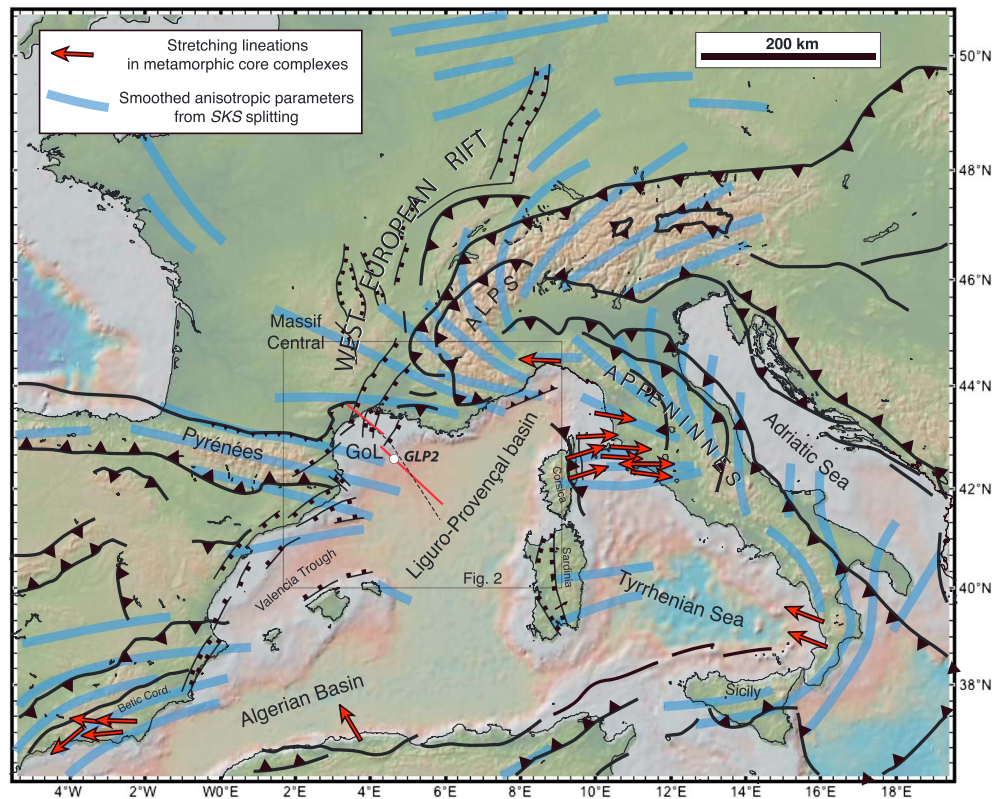 Stretching lineations
in metamorphic core complexes
Smoothed anisotropic parameters
from SKS splitting
200 km
50°N
48°N
46°N
44°N
42°N
40°N
38°N
WEST EUROPEAN RIFT
ALPS
Massif
Central
APPENINNES
Adriatic Sea
Pyrénées
GoL
GLP2
Liguro-Provençal basin
Corsica
Valencia Trough
Fig. 2
Sardinia
Tyrrhenian Sea
Betic Cord.
Algerian Basin
Sicily
4°W
2°W
W0°E
2°E
4°E
6°E
8°E
10°E
12°E
14°E
16°E
18°E